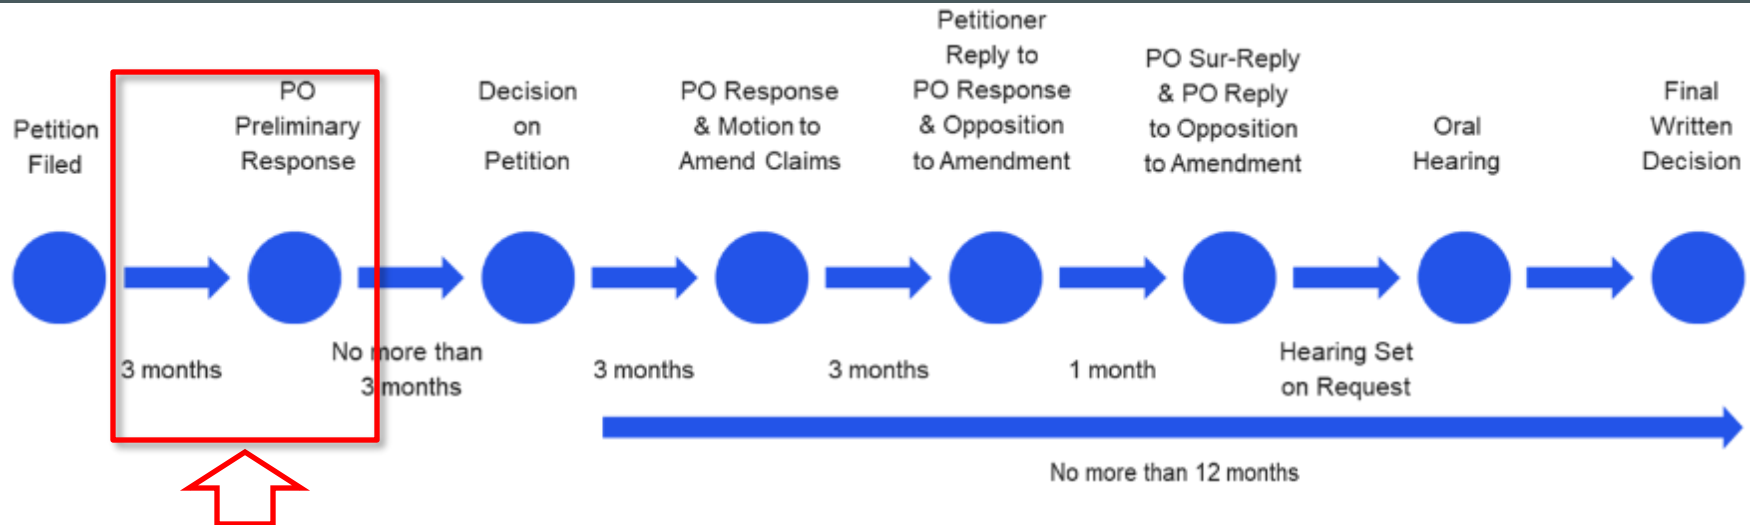 Petition
Filed
PO
Preliminary
Response
Decision
on
Petition
PO Response
& Motion to
Amend Claims
Petitioner
Reply to
PO Response
& Opposition
to Amendment
PO Sur-Reply
& PO Reply
to Opposition
to Amendment
Oral
Hearing
Final
Written
Decision
3 months
No more than
3 months
3 months
3 months
1 month
Hearing Set
on Request
No more than 12 months